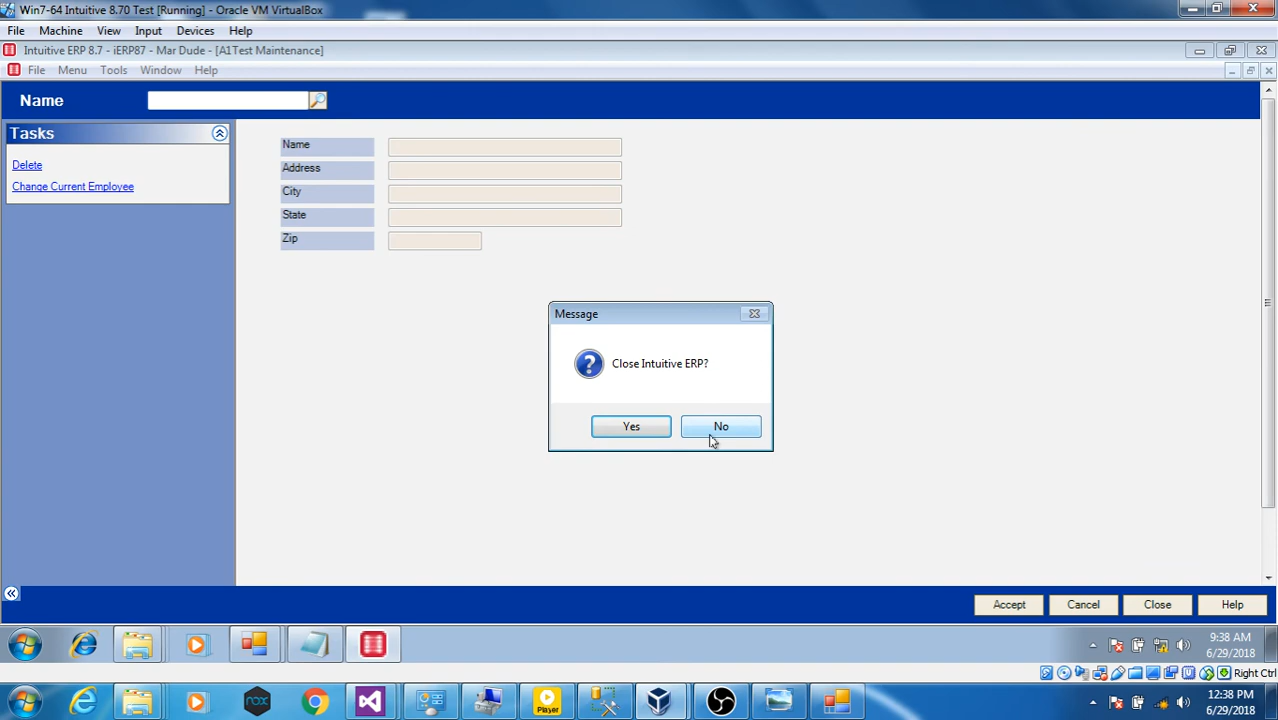 Win7-64 Intuitive 8.70 Test [Running] - Oracle VM VirtualBox
File Machine View Input Devices Help
Intuitive ERP 8.7 - iERP87 - Mar Dude - [A1Test Maintenance]
File Menu Tools Window Help
Name
Tasks
Delete
Change Current Employee
Name
Address
City
State
Zip
Message
Close Intuitive ERP?
Yes No
Accept Cancel Close Help
9:38 AM
6/29/2018
Right Ctrl
nox
Player
12:38 PM
6/29/2018